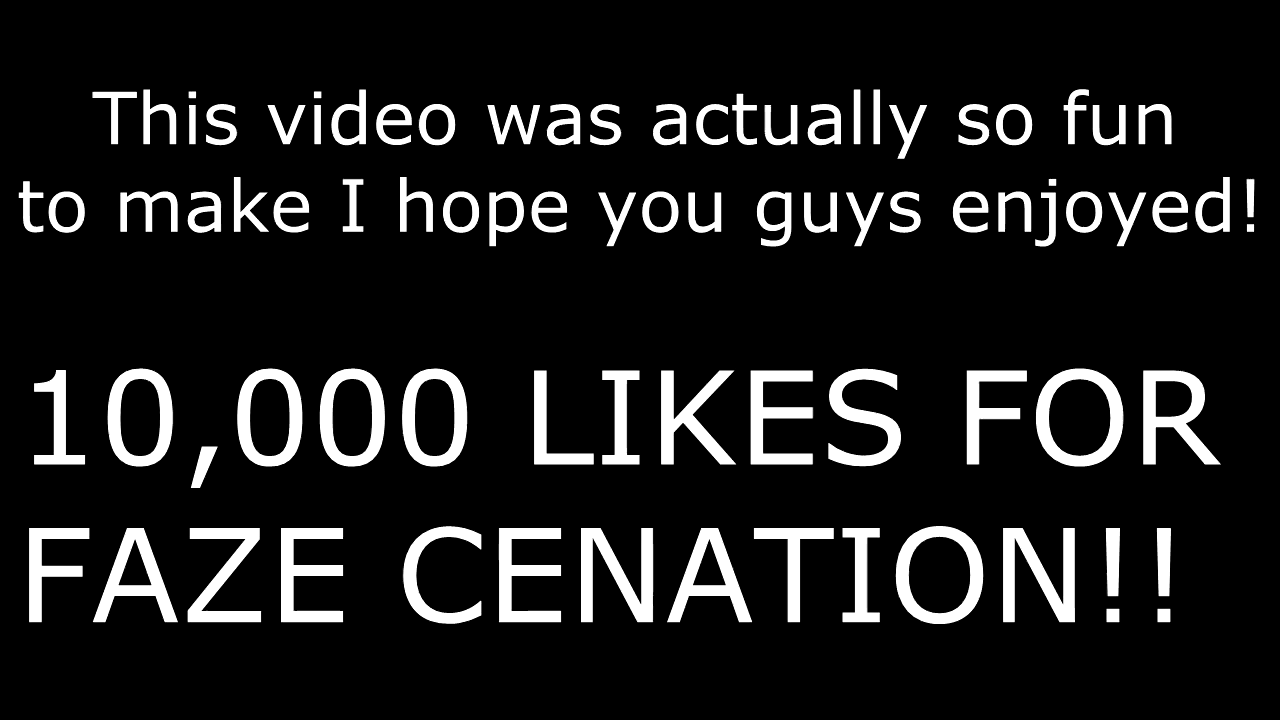 This video was actually so fun
to make I hope you guys enjoyed!
10,000 LIKES FOR
FAZE CENATION!!